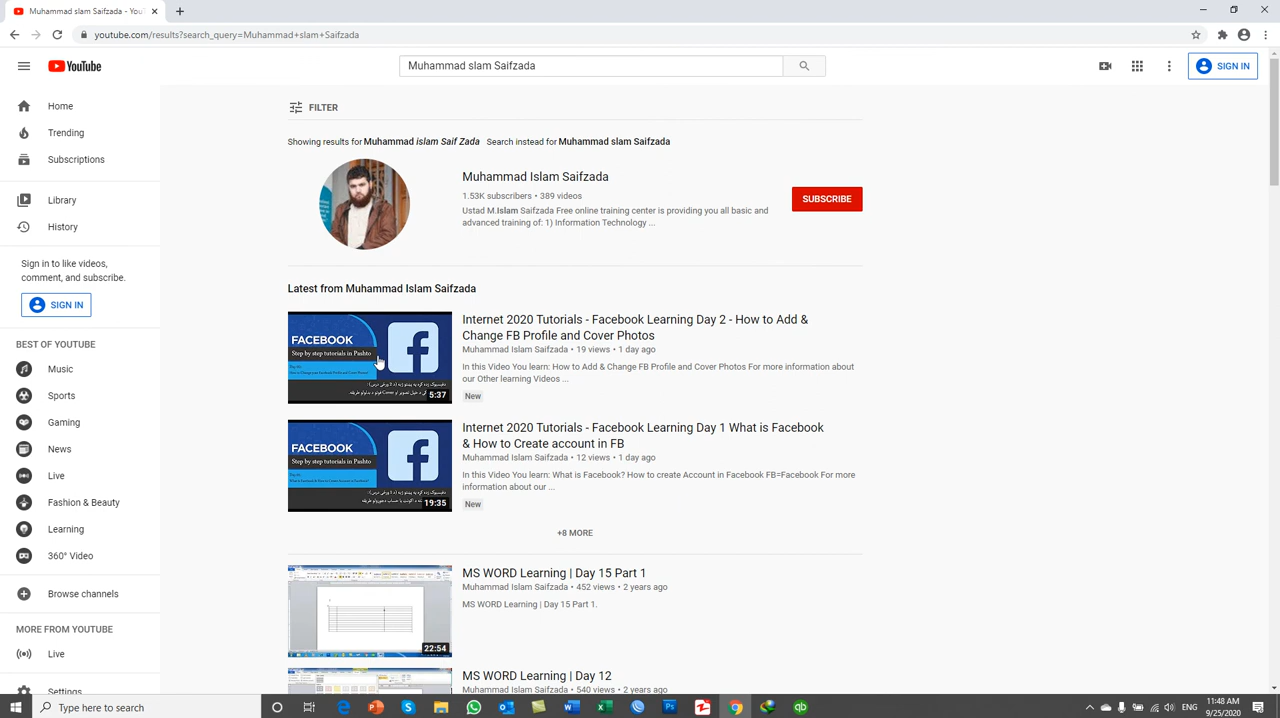 Muhammad slam Saifzada - YouT
youtube.com/results?search_query=Muhammad+slam+Saifzada
YouTube
Muhammad slam Saifzada
SIGN IN
Home
Trending
Subscriptions
Library
History
Sign in to like videos,
comment, and subscribe.
SIGN IN
BEST OF YOUTUBE
Music
Sports
Gaming
News
Live
Fashion & Beauty
Learning
360° Video
Browse channels
MORE FROM YOUTUBE
Live
Settings
FILTER
Showing results for Muhammad islam Saif Zada Search instead for Muhammad slam Saifzada
Muhammad Islam Saifzada
1.53K subscribers • 389 videos
Ustad M.Islam Saifzada Free online training center is providing you all basic and
advanced training of: 1) Information Technology ...
SUBSCRIBE
Latest from Muhammad Islam Saifzada
FACEBOOK
Step by step tutorials in Pashto
5:37
Internet 2020 Tutorials - Facebook Learning Day 2 - How to Add &
Change FB Profile and Cover Photos
Muhammad Islam Saifzada • 19 views • 1 day ago
In this Video You learn: How to Add & Change FB Profile and Cover Photos For more information about
our Other learning Videos ...
New
FACEBOOK
Step by step tutorials in Pashto
19:35
Internet 2020 Tutorials - Facebook Learning Day 1 What is Facebook
& How to Create account in FB
Muhammad Islam Saifzada • 12 views • 1 day ago
In this Video You learn: What is Facebook? How to create Account in Facebook FB=Facebook For more
information about our ...
New
+8 MORE
22:54
MS WORD Learning | Day 15 Part 1
Muhammad Islam Saifzada • 452 views • 2 years ago
MS WORD Learning | Day 15 Part 1.
MS WORD Learning | Day 12
Muhammad Islam Saifzada • 540 views • 2 years ago
Type here to search
ENG
11:48 AM
9/25/2020